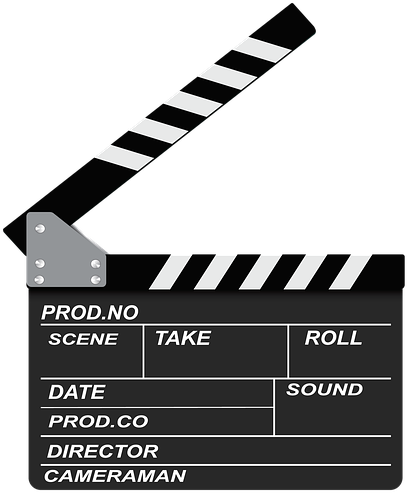 PROD.NO
SCENE TAKE ROLL
DATE SOUND
PROD.CO
DIRECTOR
CAMERAMAN